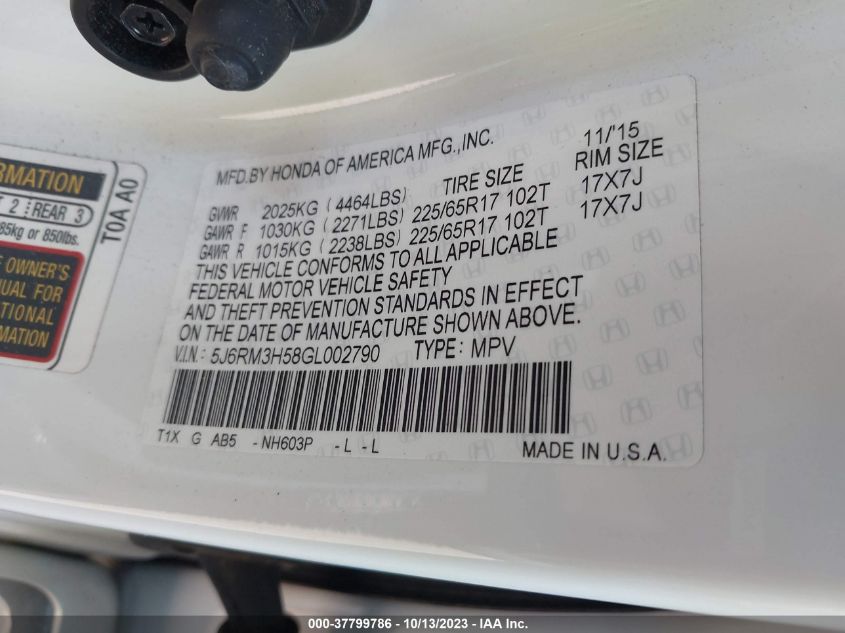 MFD.BY HONDA OF AMERICA MFG.,INC. 11/'15
TIRE SIZE RIM SIZE
GVWR 2025KG (4464LBS)
GAWR F 1030KG (2271LBS) 225/65R17 102T 17X7J
GAWR R 1015KG (2238LBS) 225/65R17 102T 17X7J
THIS VEHICLE CONFORMS TO ALL APPLICABLE
FEDERAL MOTOR VEHICLE SAFETY
AND THEFT PREVENTION STANDARDS IN EFFECT
ON THE DATE OF MANUFACTURE SHOWN ABOVE.
V.I.N.: 5J6RM3H58GL002790 TYPE: MPV
T1X G AB5 -NH603P -L -L
MADE IN U.S.A.
2 REAR 3
85kg or 850lbs.
OWNER'S
FOR
T0A A0
000-37799786 - 10/13/2023 - IAA Inc.